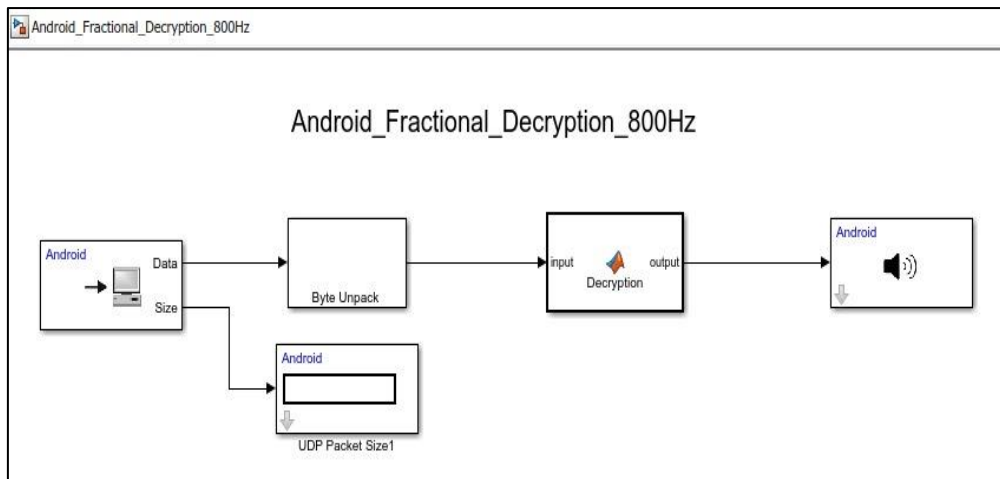 Android_Fractional_Decryption_800Hz
Android_Fractional_Decryption_800Hz
Android
Data
Size
Byte Unpack
input
output
Decryption
Android
Android
UDP Packet Size1